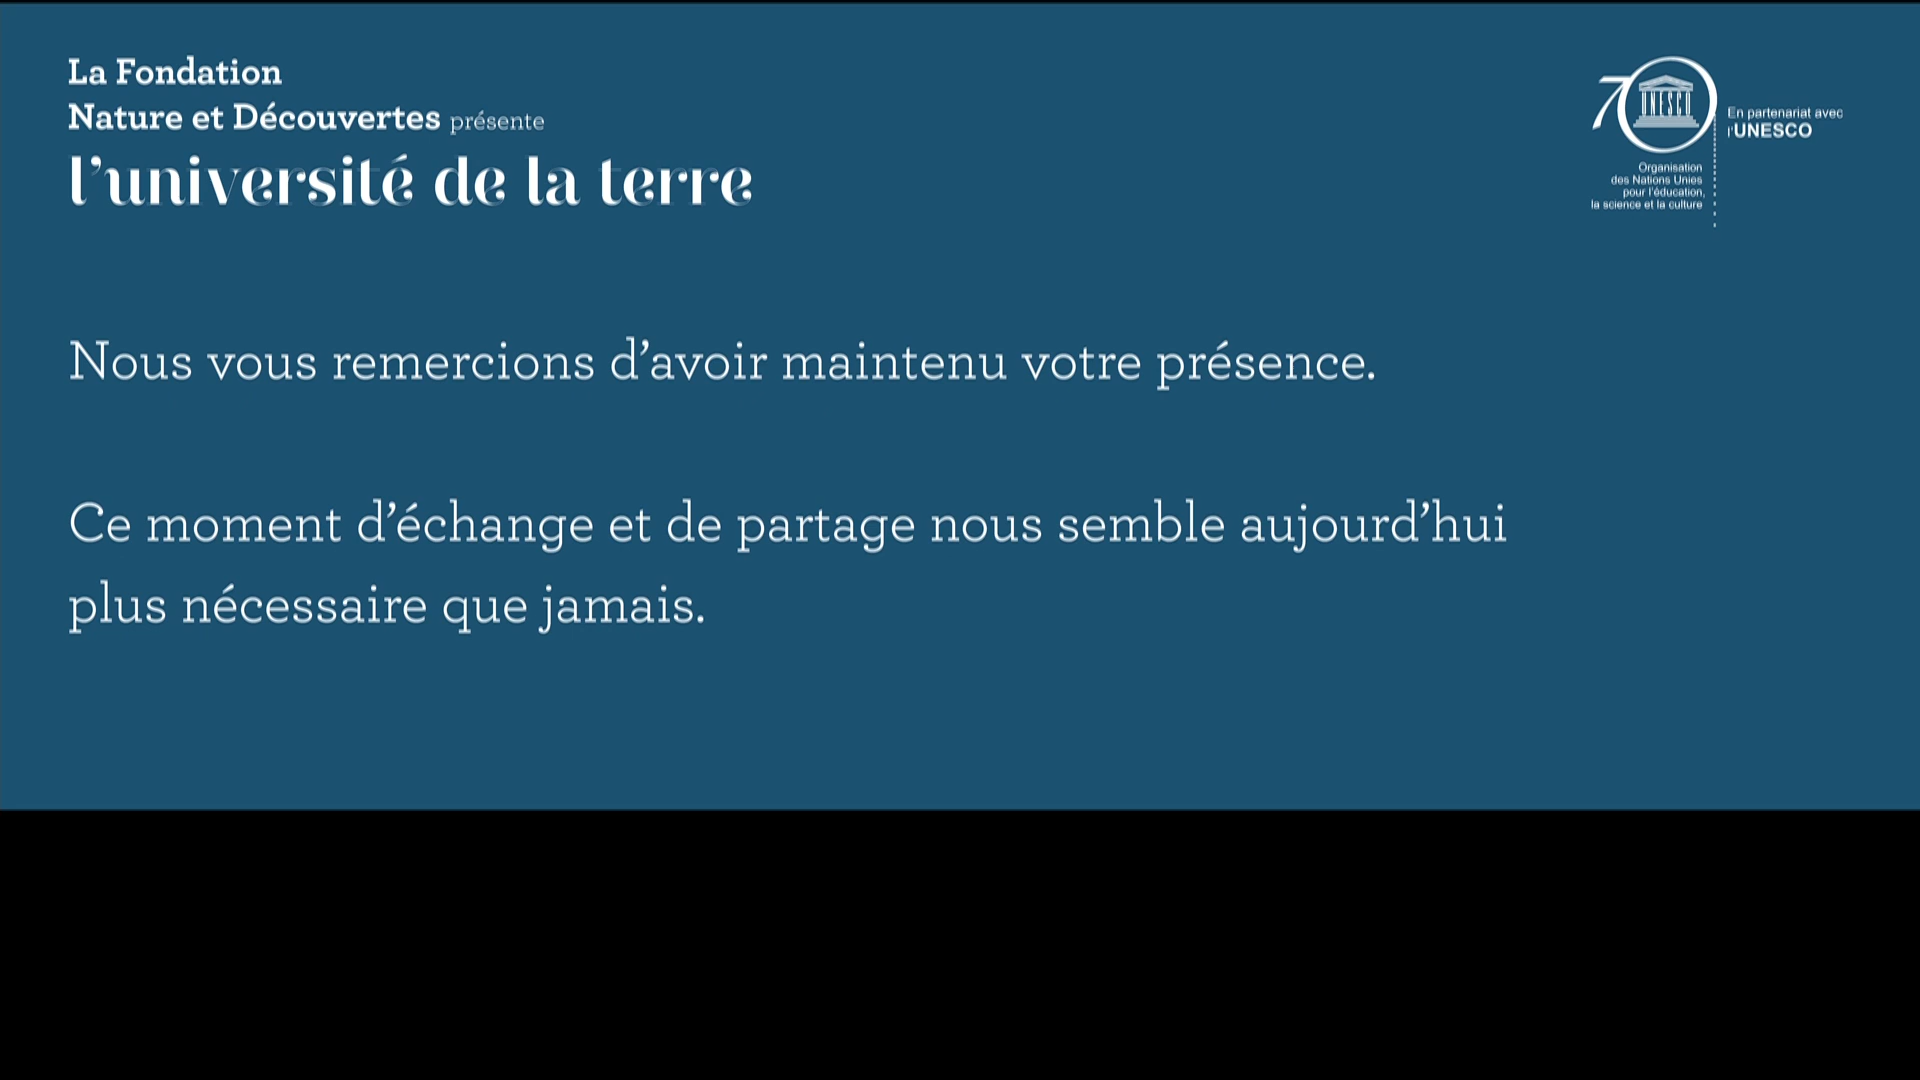 La Fondation
Nature et Découvertes présente
l’université de la terre
70
UNESCO
En partenariat avec
l’UNESCO
Organisation
des Nations Unies
pour l’éducation,
la science et la culture
Nous vous remercions d’avoir maintenu votre présence.
Ce moment d’échange et de partage nous semble aujourd’hui
plus nécessaire que jamais.